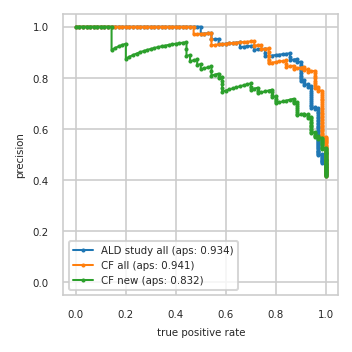 1.0
0.8
0.6
0.4
0.2
0.0
precision
ALD study all (aps: 0.934)
CF all (aps: 0.941)
CF new (aps: 0.832)
0.0 0.2 0.4 0.6 0.8 1.0
true positive rate